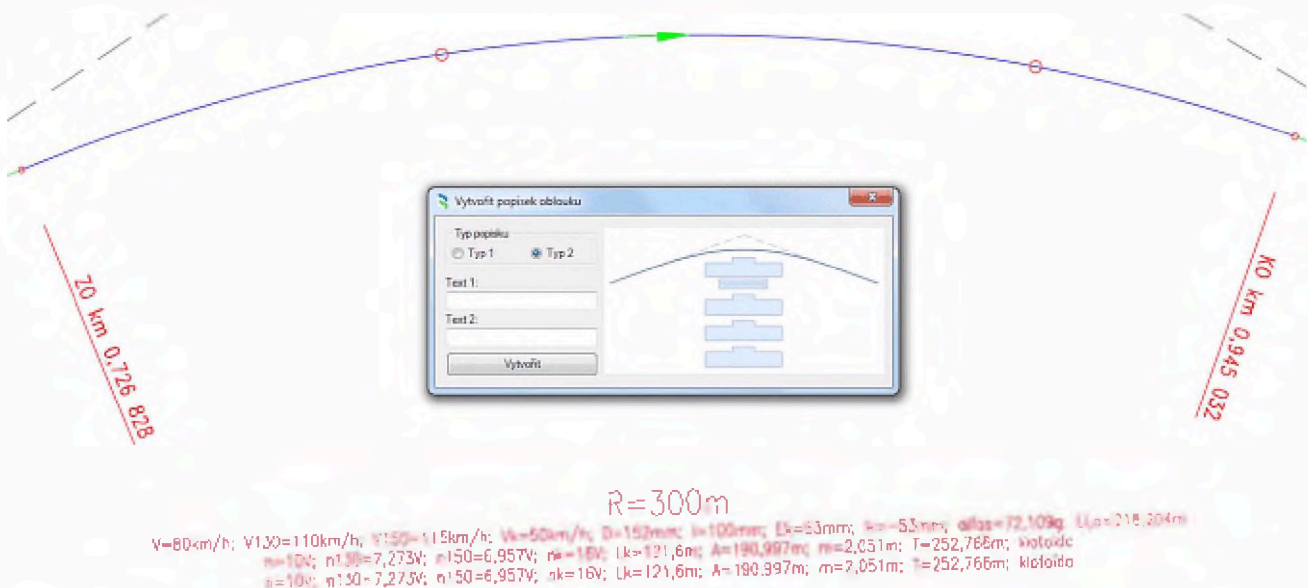 Vytvořit popisek oblouku
Typ popisku
Typ 1
Typ 2
Text 1:
Text 2:
Vytvořit
ZO km 0,726 828
KO km 0,945 032
R=300m
V=80km/h; V130=110km/h; V150=115km/h; Vk=50km/h; D=152mm; I=100mm; Ek=53mm; alfas=72,109g
n=10V; n130=7,273V; n150=6,957V; nk=16V; Lk=121,6m; A=190,997m; m=2,051m; T=252,766m; klotoida
n=10V; n130=7,273V; n150=6,957V; nk=16V; Lk=121,6m; A=190,997m; m=2,051m; T=252,766m; klotoida